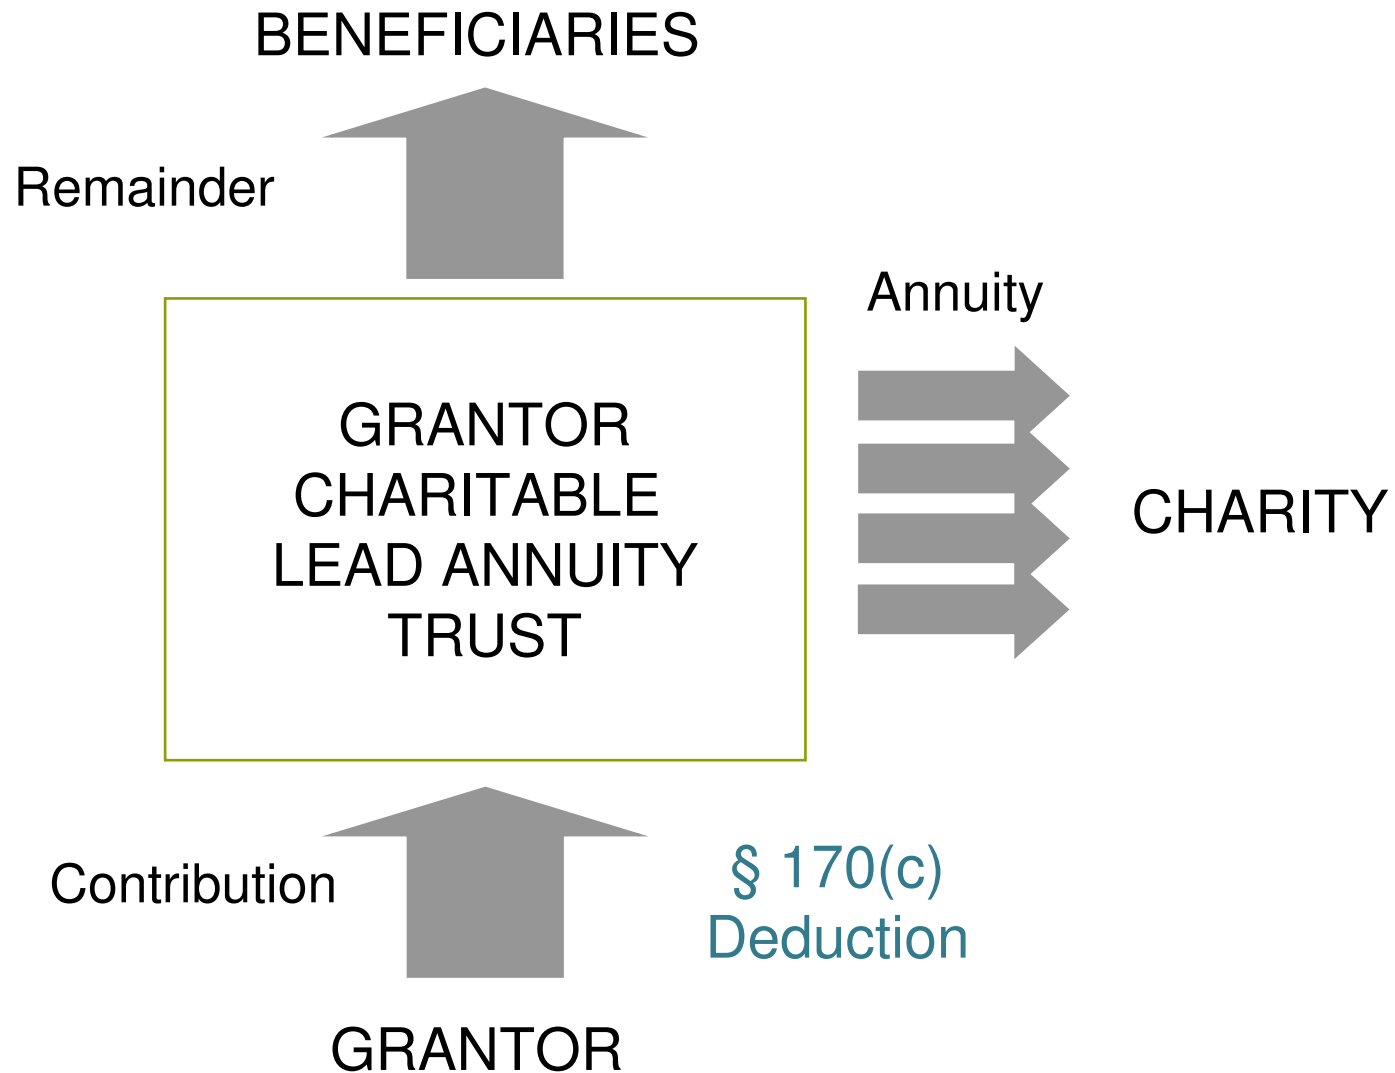 BENEFICIARIES
Remainder
Annuity
GRANTOR
CHARITABLE
LEAD ANNUITY
TRUST
CHARITY
Contribution
§ 170(c)
Deduction
GRANTOR